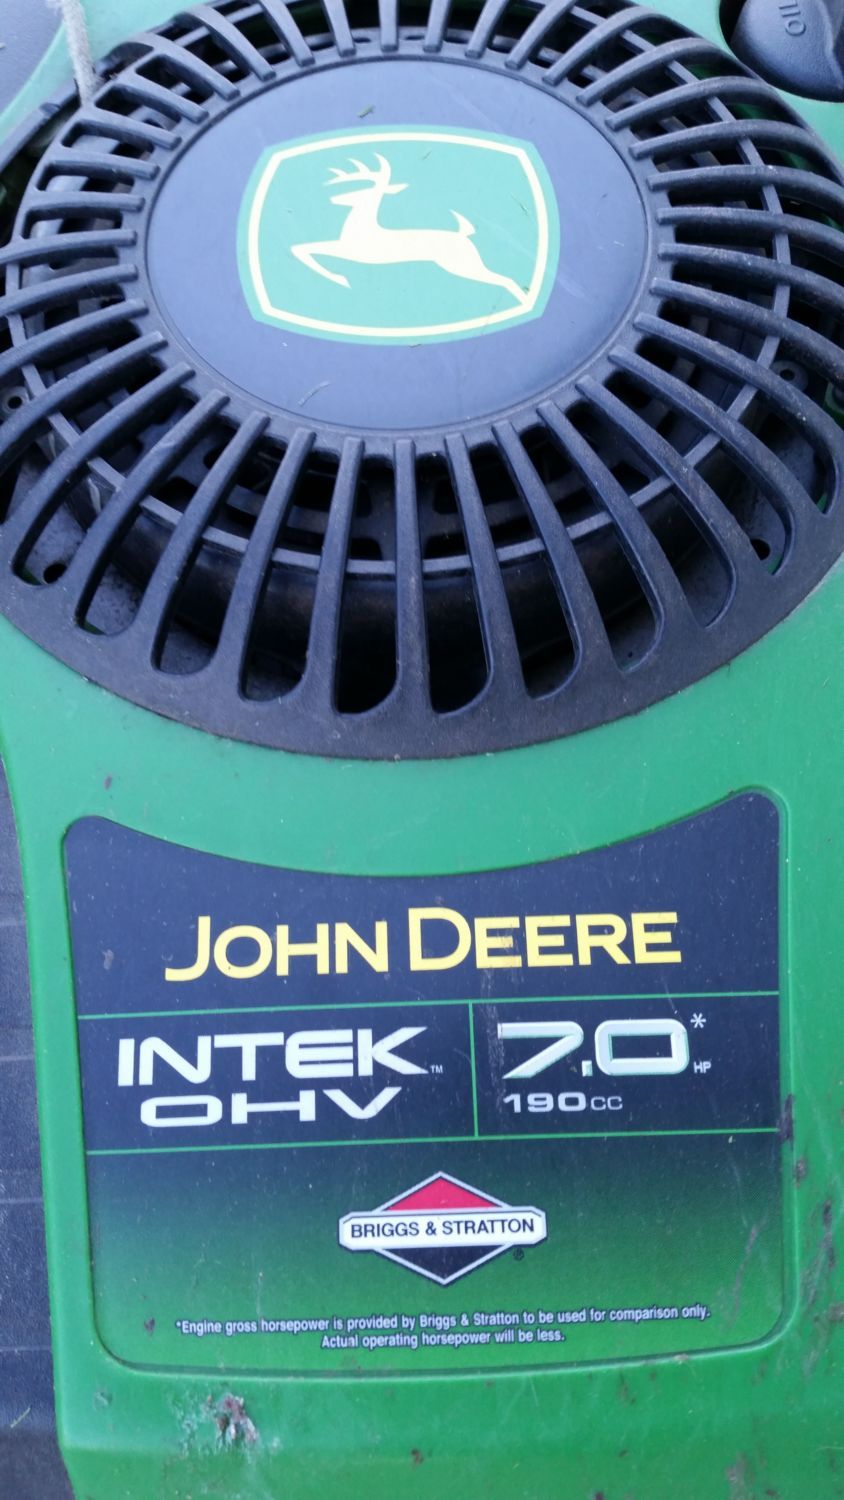 OIL
JOHN DEERE
INTEK™
OHV
7.0* HP
190cc
BRIGGS & STRATTON®
*Engine gross horsepower is provided by Briggs & Stratton to be used for comparison only.
Actual operating horsepower will be less.